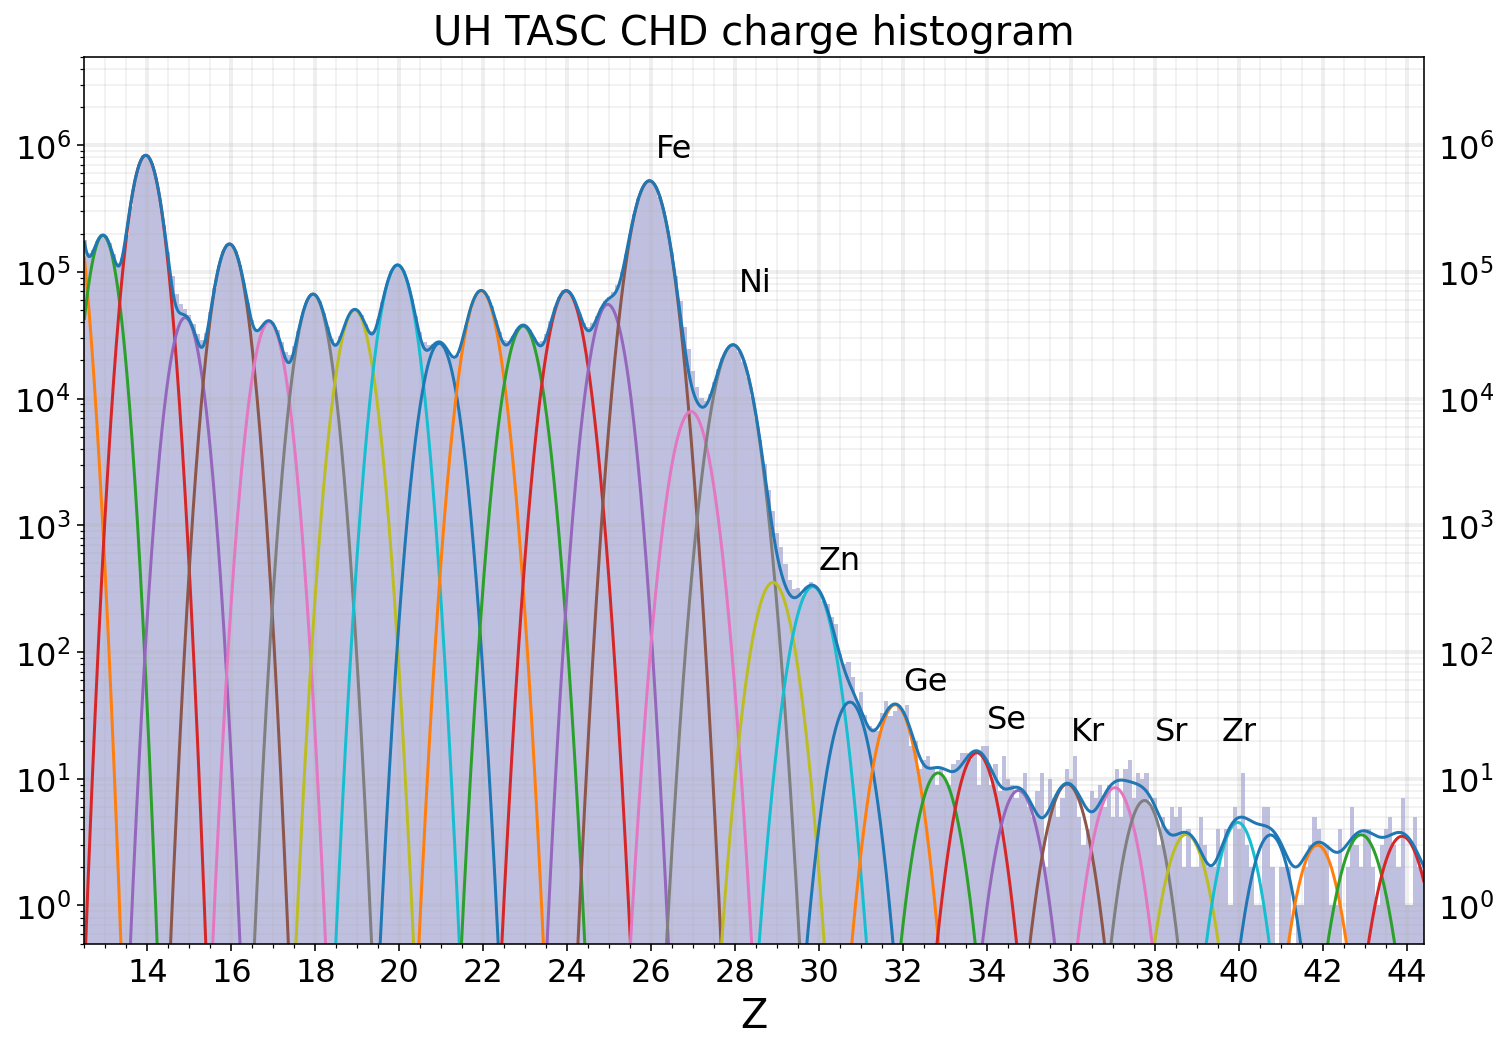 UH TASC CHD charge histogram
10^6 Fe 10^6
10^5 Ni 10^5
10^4 10^4
10^3 10^3
Zn
10^2 Ge 10^2
Se Kr Sr Zr
10^1 10^1
10^0 10^0
14 16 18 20 22 24 26 28 30 32 34 36 38 40 42 44
Z